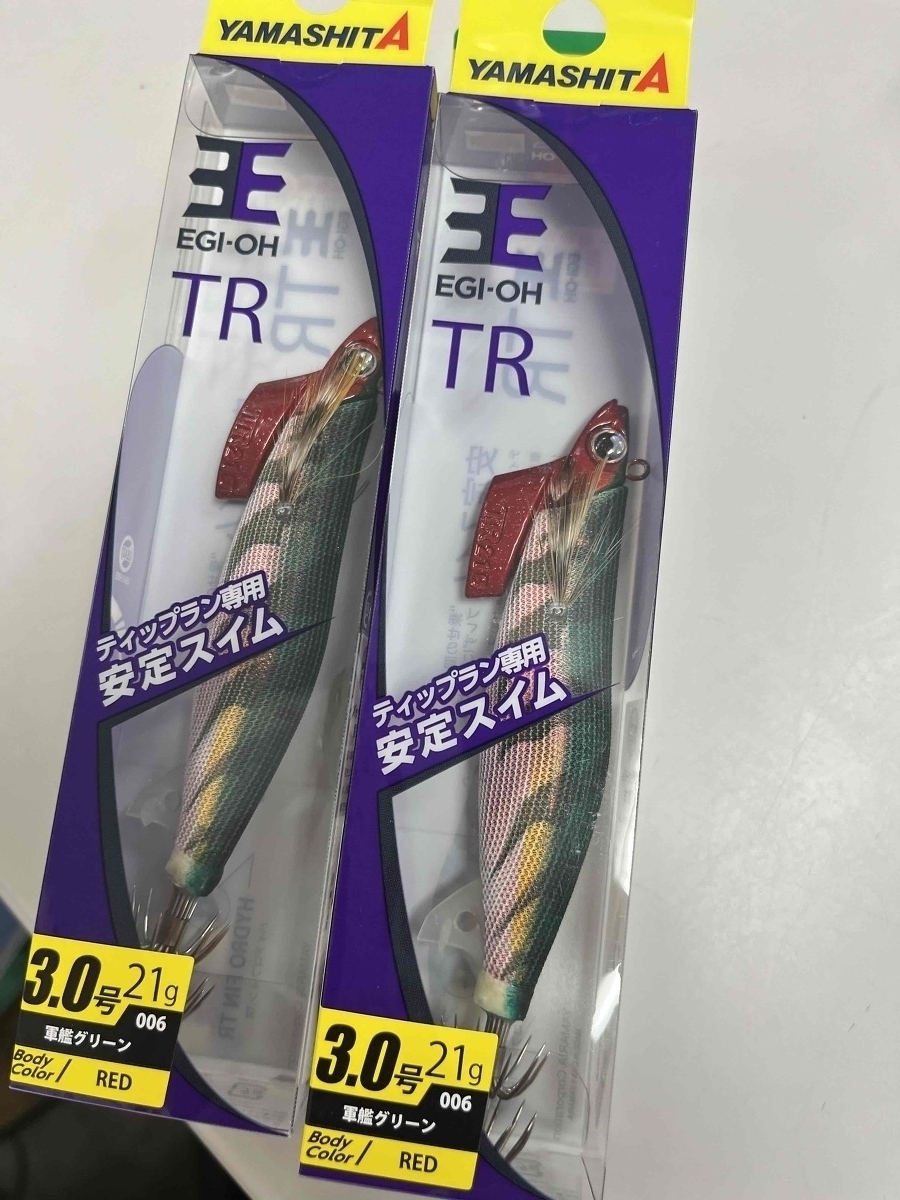 YAMASHITA
EGI-OH
TR
ティップラン専用
安定スイム
3.0号 21g
006
軍艦グリーン
Body Color/ RED
YAMASHITA
EGI-OH
TR
ティップラン専用
安定スイム
3.0号 21g
006
軍艦グリーン
Body Color/ RED